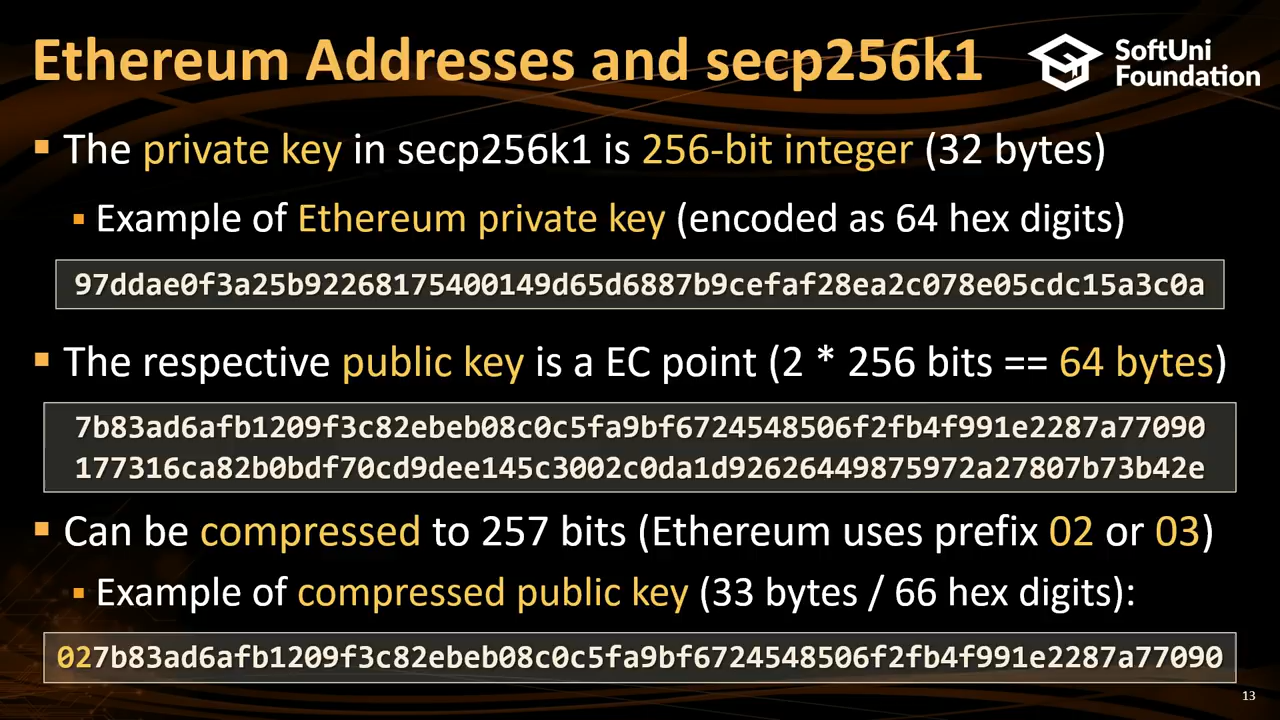 Ethereum Addresses and secp256k1
SoftUni
Foundation
▪ The private key in secp256k1 is 256-bit integer (32 bytes)
▪ Example of Ethereum private key (encoded as 64 hex digits)
97ddae0f3a25b92268175400149d65d6887b9cefaf28ea2c078e05cdc15a3c0a
▪ The respective public key is a EC point (2 * 256 bits == 64 bytes)
7b83ad6afb1209f3c82ebeb08c0c5fa9bf6724548506f2fb4f991e2287a77090
177316ca82b0bdf70cd9dee145c3002c0da1d92626449875972a27807b73b42e
▪ Can be compressed to 257 bits (Ethereum uses prefix 02 or 03)
▪ Example of compressed public key (33 bytes / 66 hex digits):
027b83ad6afb1209f3c82ebeb08c0c5fa9bf6724548506f2fb4f991e2287a77090
13